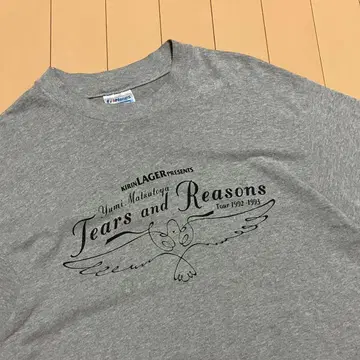 KIRIN LAGER PRESENTS
Yumi Matsutoya
Tears and Reasons
Tour 1992-1993